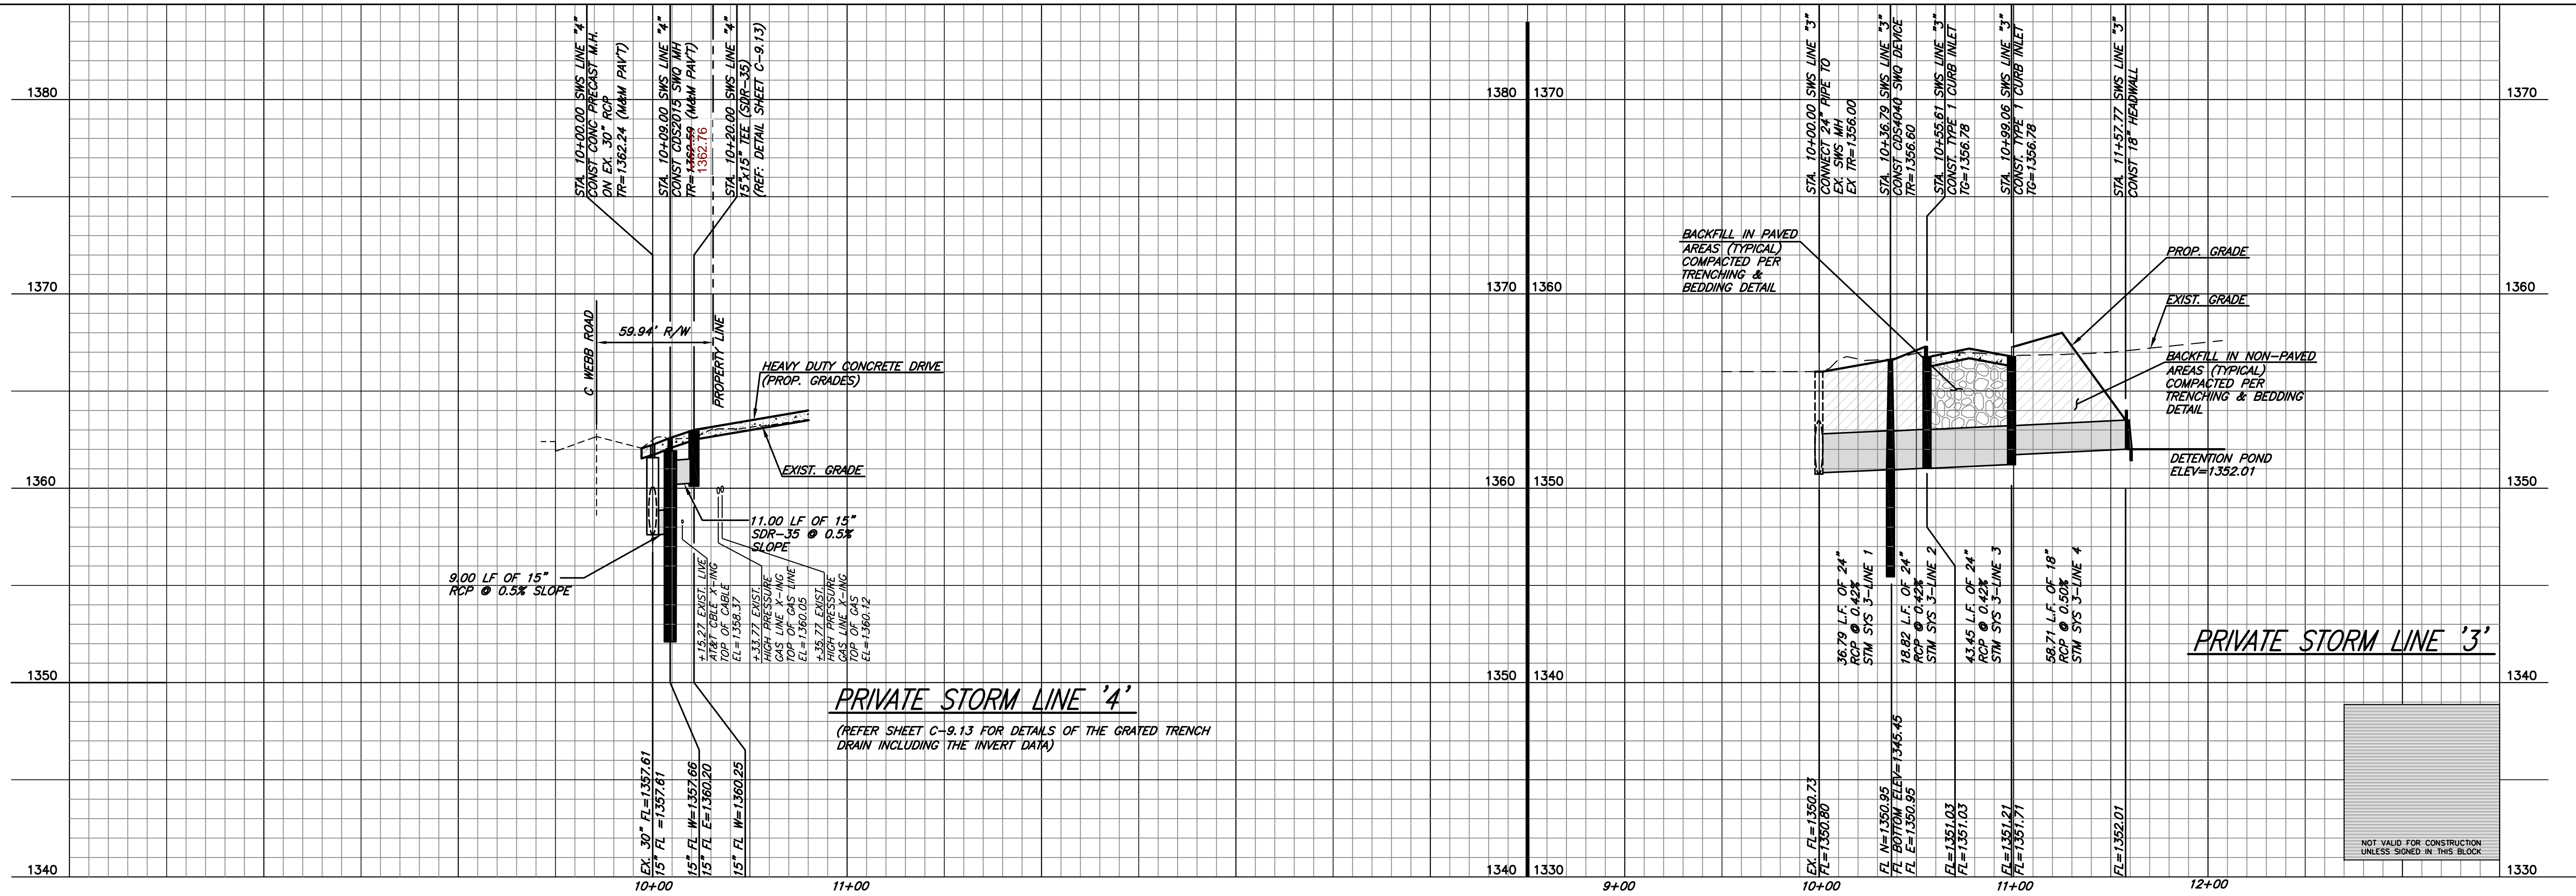 STA. 10+00.00 SWS LINE "4"
CONST CONC PRECAST M.H.
ON EX. 30" RCP
TR=1362.24 (M&M PAV'T)
STA. 10+09.00 SWS LINE "4"
CONST CDS2015 SWQ MH
TR=1362.59 (M&M PAV'T)
1362.76
STA. 10+20.00 SWS LINE "4"
15"x15" TEE (SDR-35)
(REF: DETAIL SHEET C-9.13)
1380
1370
1360
1350
1340
C WEBB ROAD
59.94' R/W
PROPERTY LINE
HEAVY DUTY CONCRETE DRIVE
(PROP. GRADES)
EXIST. GRADE
11.00 LF OF 15"
SDR-35 @ 0.5%
SLOPE
9.00 LF OF 15"
RCP @ 0.5% SLOPE
+15.27 EXIST. LIVE
AT&T CBLE X-ING
TOP OF CABLE
EL=1358.37
+33.77 EXIST.
HIGH PRESSURE
GAS LINE X-ING
TOP OF GAS LINE
EL=1360.05
+35.77 EXIST.
HIGH PRESSURE
GAS LINE X-ING
TOP OF GAS
EL=1360.12
PRIVATE STORM LINE '4'
(REFER SHEET C-9.13 FOR DETAILS OF THE GRATED TRENCH
DRAIN INCLUDING THE INVERT DATA)
EX. 30" FL=1357.61
15" FL =1357.61
15" FL W=1357.66
15" FL E=1360.20
15" FL W=1360.25
10+00
11+00
1380
1370
1360
1350
1340
1370
1360
1350
1340
1330
STA. 10+00.00 SWS LINE "3"
CONNECT 24" PIPE TO
EX. SWS MH
EX TR=1356.00
STA. 10+36.79 SWS LINE "3"
CONST CDS4040 SWQ DEVICE
TR=1356.60
STA. 10+55.61 SWS LINE "3"
CONST. TYPE 1 CURB INLET
TG=1356.78
STA. 10+99.06 SWS LINE "3"
CONST. TYPE 1 CURB INLET
TG=1356.78
STA. 11+57.77 SWS LINE "3"
CONST 18" HEADWALL
BACKFILL IN PAVED
AREAS (TYPICAL)
COMPACTED PER
TRENCHING &
BEDDING DETAIL
PROP. GRADE
EXIST. GRADE
BACKFILL IN NON-PAVED
AREAS (TYPICAL)
COMPACTED PER
TRENCHING & BEDDING
DETAIL
DETENTION POND
ELEV=1352.01
36.79 L.F. OF 24"
RCP @ 0.42%
STM SYS 3-LINE 1
18.82 L.F. OF 24"
RCP @ 0.42%
STM SYS 3-LINE 2
43.45 L.F. OF 24"
RCP @ 0.42%
STM SYS 3-LINE 3
58.71 L.F. OF 18"
RCP @ 0.50%
STM SYS 3-LINE 4
PRIVATE STORM LINE '3'
EX. FL=1350.73
FL=1350.80
FL N=1350.95
FL BOTTOM ELEV=1345.45
FL E=1350.95
FL=1351.03
FL=1351.03
FL=1351.21
FL=1351.71
FL=1352.01
NOT VALID FOR CONSTRUCTION
UNLESS SIGNED IN THIS BLOCK
1370
1360
1350
1340
1330
9+00
10+00
11+00
12+00